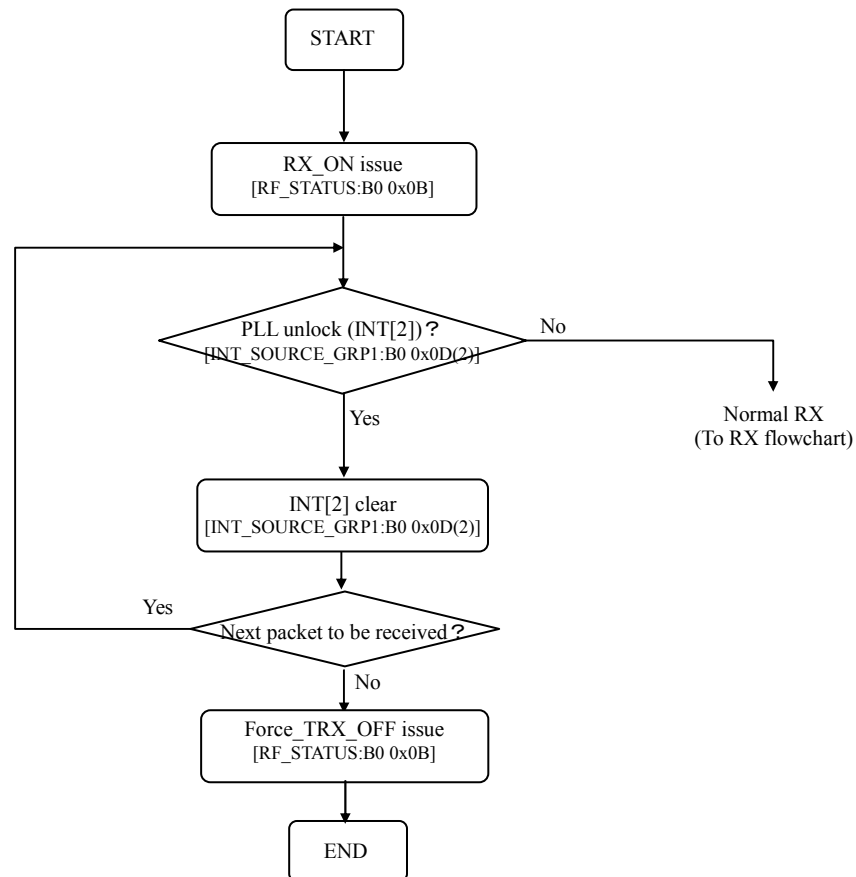 START
RX_ON issue
[RF_STATUS:B0 0x0B]
PLL unlock (INT[2])?
[INT_SOURCE_GRP1:B0 0x0D(2)]
No
Yes
Normal RX
(To RX flowchart)
INT[2] clear
[INT_SOURCE_GRP1:B0 0x0D(2)]
Yes
Next packet to be received?
No
Force_TRX_OFF issue
[RF_STATUS:B0 0x0B]
END